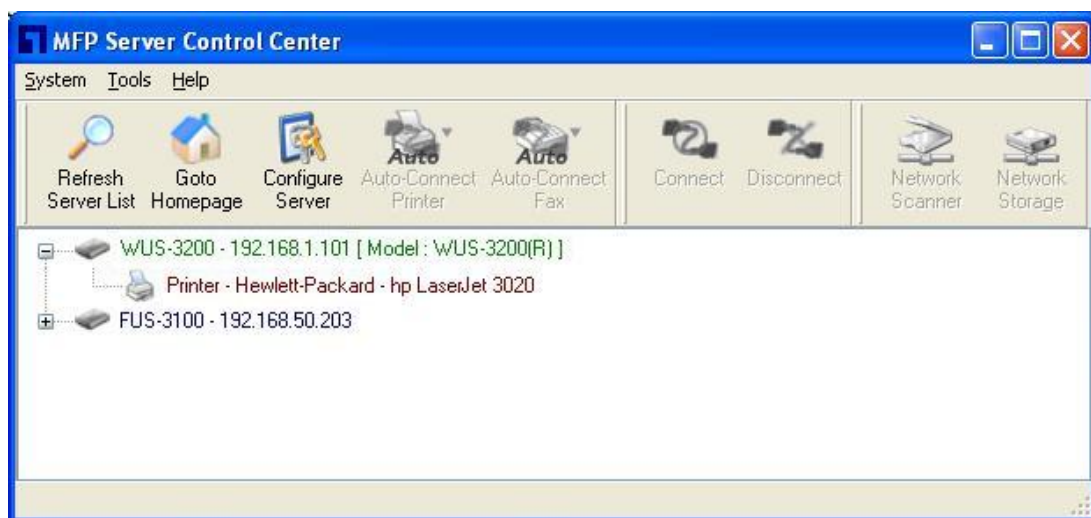 MFP Server Control Center
System Tools Help
Refresh Server List
Goto Homepage
Configure Server
Auto
Auto-Connect Printer
Auto
Auto-Connect Fax
Connect
Disconnect
Network Scanner
Network Storage
WUS-3200 - 192.168.1.101 [ Model : WUS-3200(R) ]
Printer - Hewlett-Packard - hp LaserJet 3020
FUS-3100 - 192.168.50.203